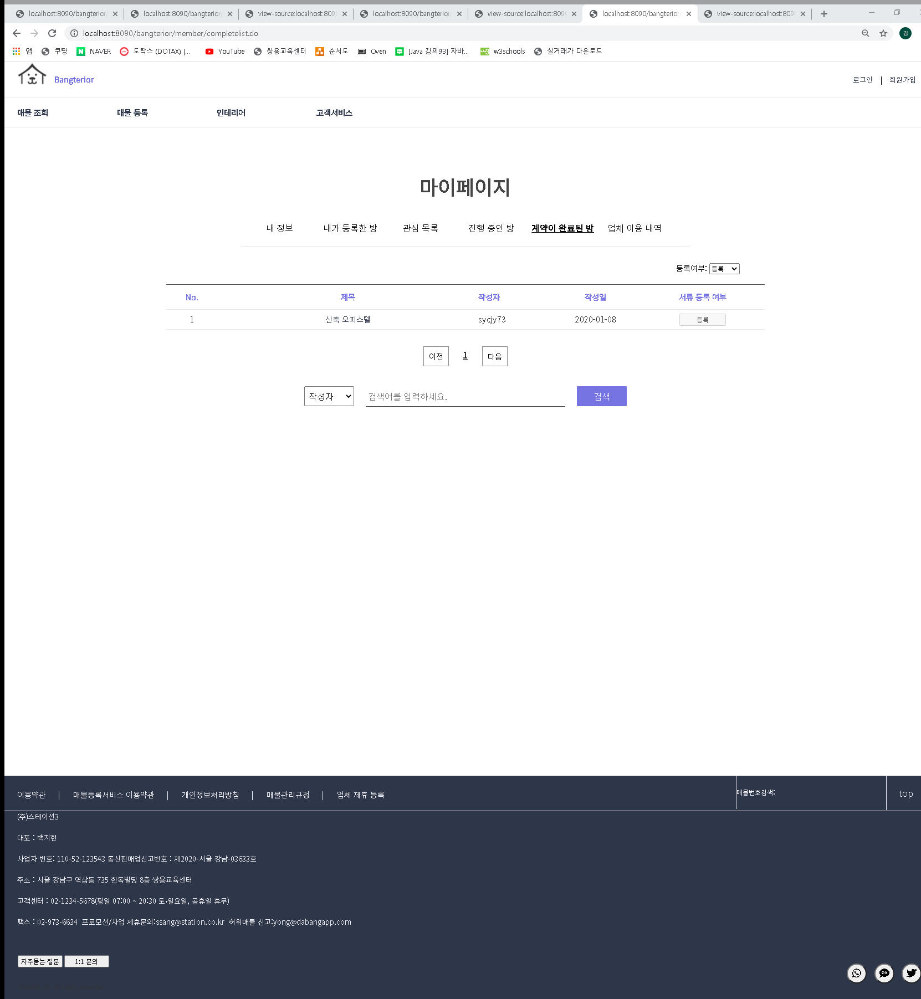 localhost:8090/bangterior/ localhost:8090/bangterior/ view-source:localhost:809 localhost:8090/bangterior/ view-source:localhost:809 localhost:8090/bangterior/ view-source:localhost:809
localhost:8090/bangterior/member/completelist.do 김
앱 쿠팡 NAVER 도탁스 (DOTAX) |... YouTube 쌍용교육센터 순서도 Oven [Java 강의93] 자바... w3schools 실거래가 다운로드
Bangterior 로그인 | 회원가입
매물 조회 매물 등록 인테리어 고객서비스
마이페이지
내 정보 내가 등록한 방 관심 목록 진행 중인 방 계약이 완료된 방 업체 이용 내역
등록여부: 등록
No. 제목 작성자 작성일 서류 등록 여부
1 신축 오피스텔 sycjy73 2020-01-08 등록
이전 1 다음
작성자 검색어를 입력하세요. 검색
이용약관 | 매물등록서비스 이용약관 | 개인정보처리방침 | 매물관리규정 | 업체 제휴 등록 매물번호검색: top
(주)스테이션3
대표 : 백지현
사업자 번호: 110-52-123543 통신판매업신고번호 : 제2020-서울 강남-03633호
주소 : 서울 강남구 역삼동 735 한독빌딩 8층 쌍용교육센터
고객센터 : 02-1234-5678(평일 07:00 ~ 20:30 토·일요일, 공휴일 휴무)
팩스 : 02-973-6634 프로모션/사업 제휴문의:ssang@station.co.kr 허위매물 신고:yong@dabangapp.com
자주묻는 질문 1:1 문의